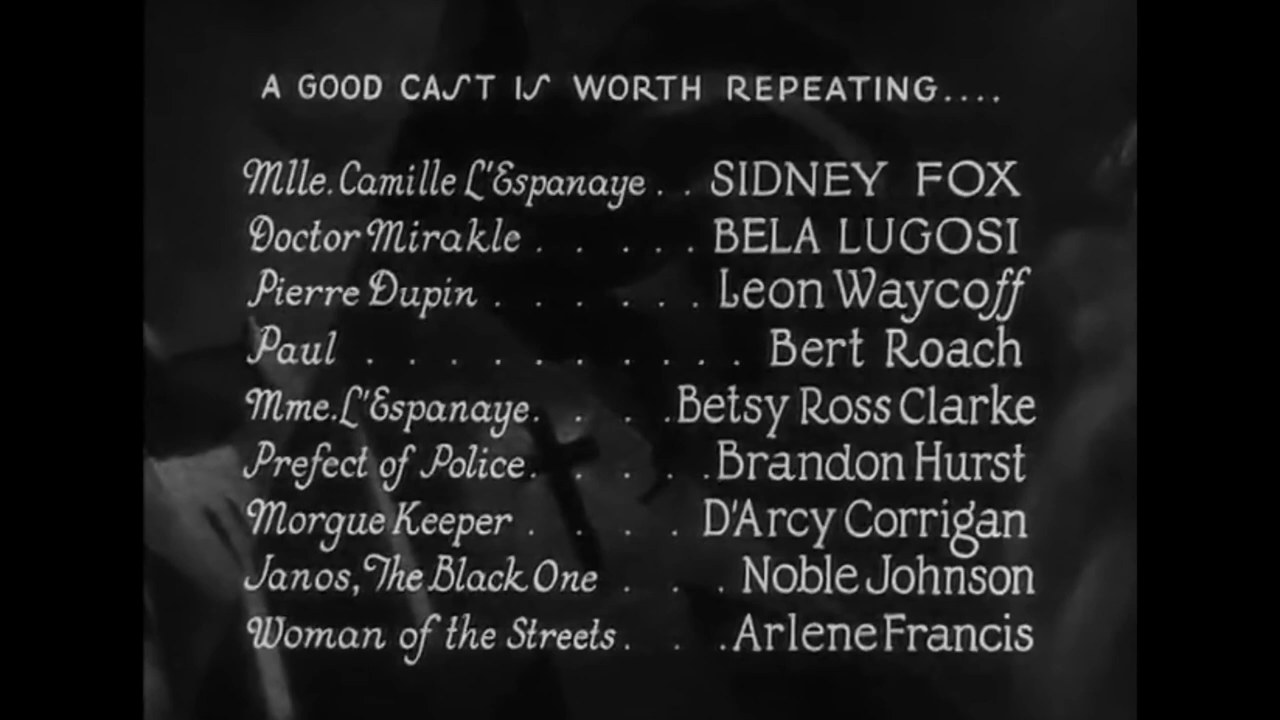 A GOOD CAST IS WORTH REPEATING....
Mlle. Camille L'Espanaye . . SIDNEY FOX
Doctor Mirakle . . . . . BELA LUGOSI
Pierre Dupin . . . . . . Leon Waycoff
Paul . . . . . . . . . Bert Roach
Mme. L'Espanaye. . . .Betsy Ross Clarke
Prefect of Police. . . . .Brandon Hurst
Morgue Keeper . . . . D'Arcy Corrigan
Janos, The Black One . . . Noble Johnson
Woman of the Streets. . .Arlene Francis